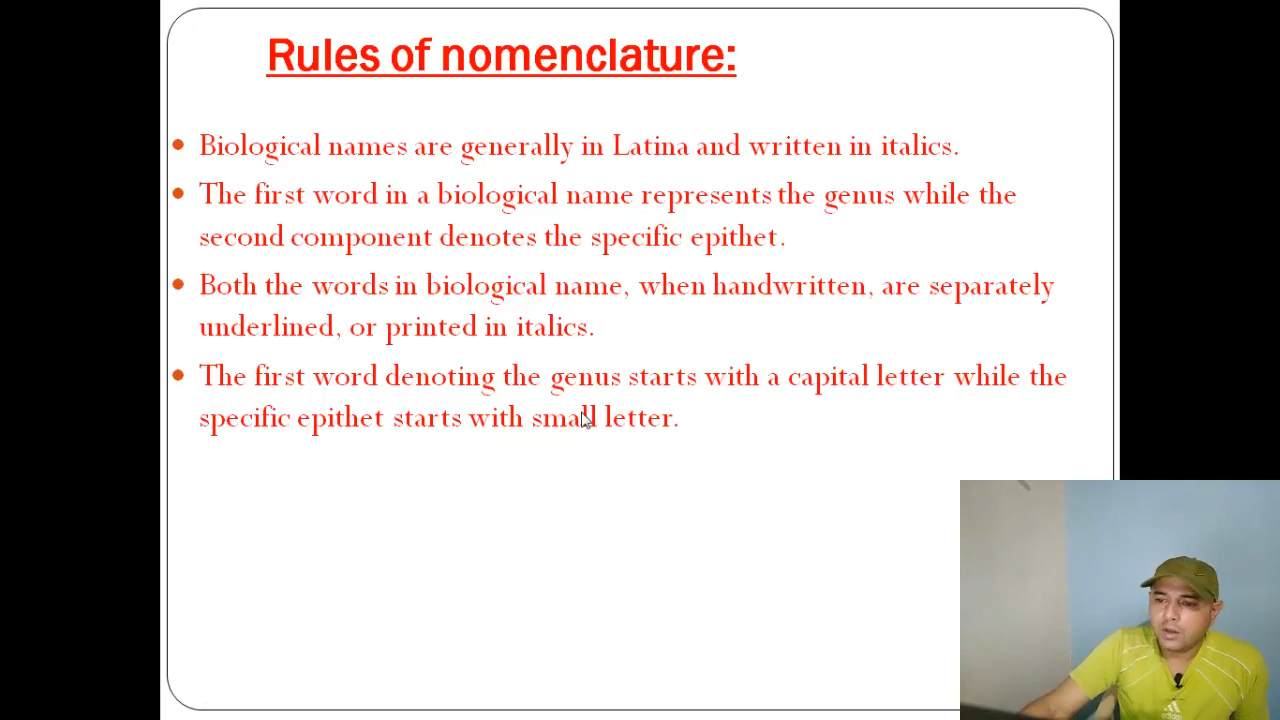 Rules of nomenclature:
Biological names are generally in Latina and written in italics.
The first word in a biological name represents the genus while the
second component denotes the specific epithet.
Both the words in biological name, when handwritten, are separately
underlined, or printed in italics.
The first word denoting the genus starts with a capital letter while the
specific epithet starts with small letter.
adidas